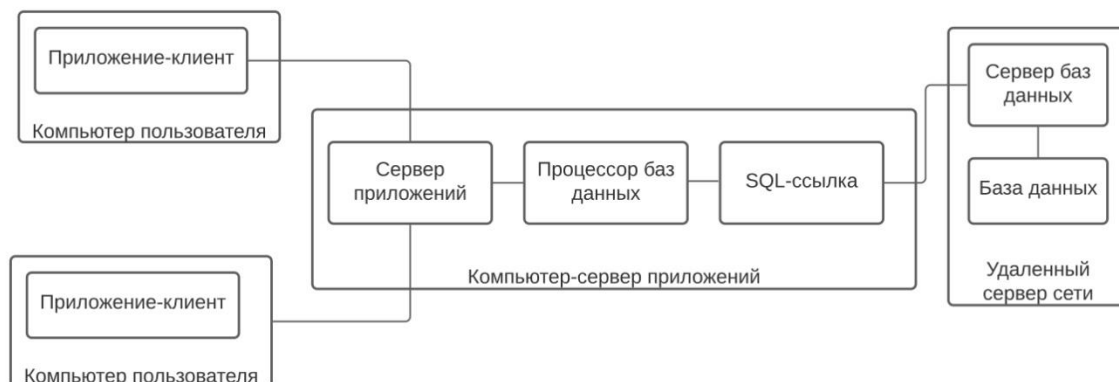 Приложение-клиент
Компьютер пользователя
Сервер
приложений
Процессор баз
данных
SQL-ссылка
Компьютер-сервер приложений
Сервер баз
данных
База данных
Удаленный
сервер сети
Приложение-клиент
Компьютер пользователя